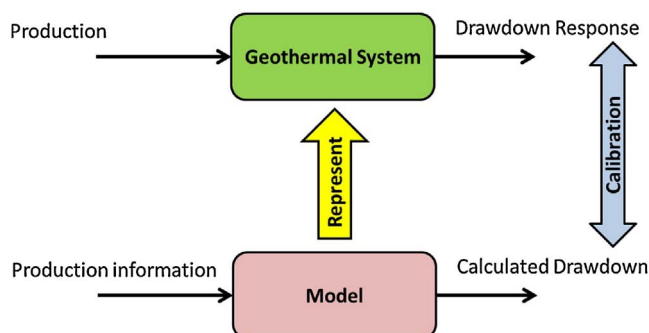 Production
Geothermal System
Drawdown Response
Represent
Calibration
Production information
Model
Calculated Drawdown